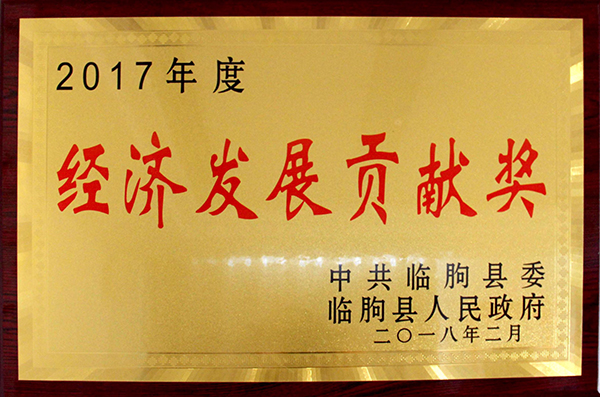 2017年度
经济发展贡献奖
中共临朐县委
临朐县人民政府
二〇一八年二月